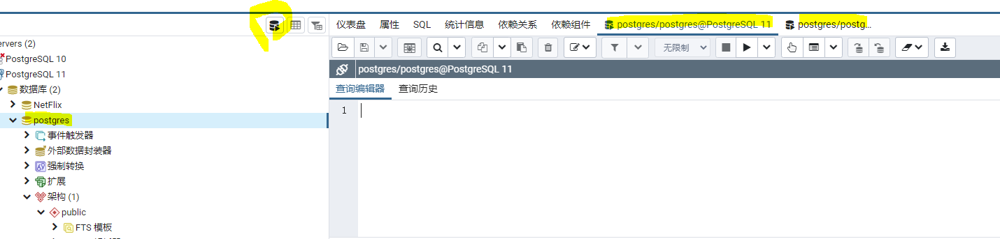 仪表盘 属性 SQL 统计信息 依赖关系 依赖组件 postgres/postgres@PostgreSQL 11 postgres/postg...
ervers (2)
PostgreSQL 10
PostgreSQL 11
数据库 (2)
NetFlix
postgres
事件触发器
外部数据封装器
强制转换
扩展
架构 (1)
public
FTS 模板
无限制
postgres/postgres@PostgreSQL 11
查询编辑器 查询历史
1